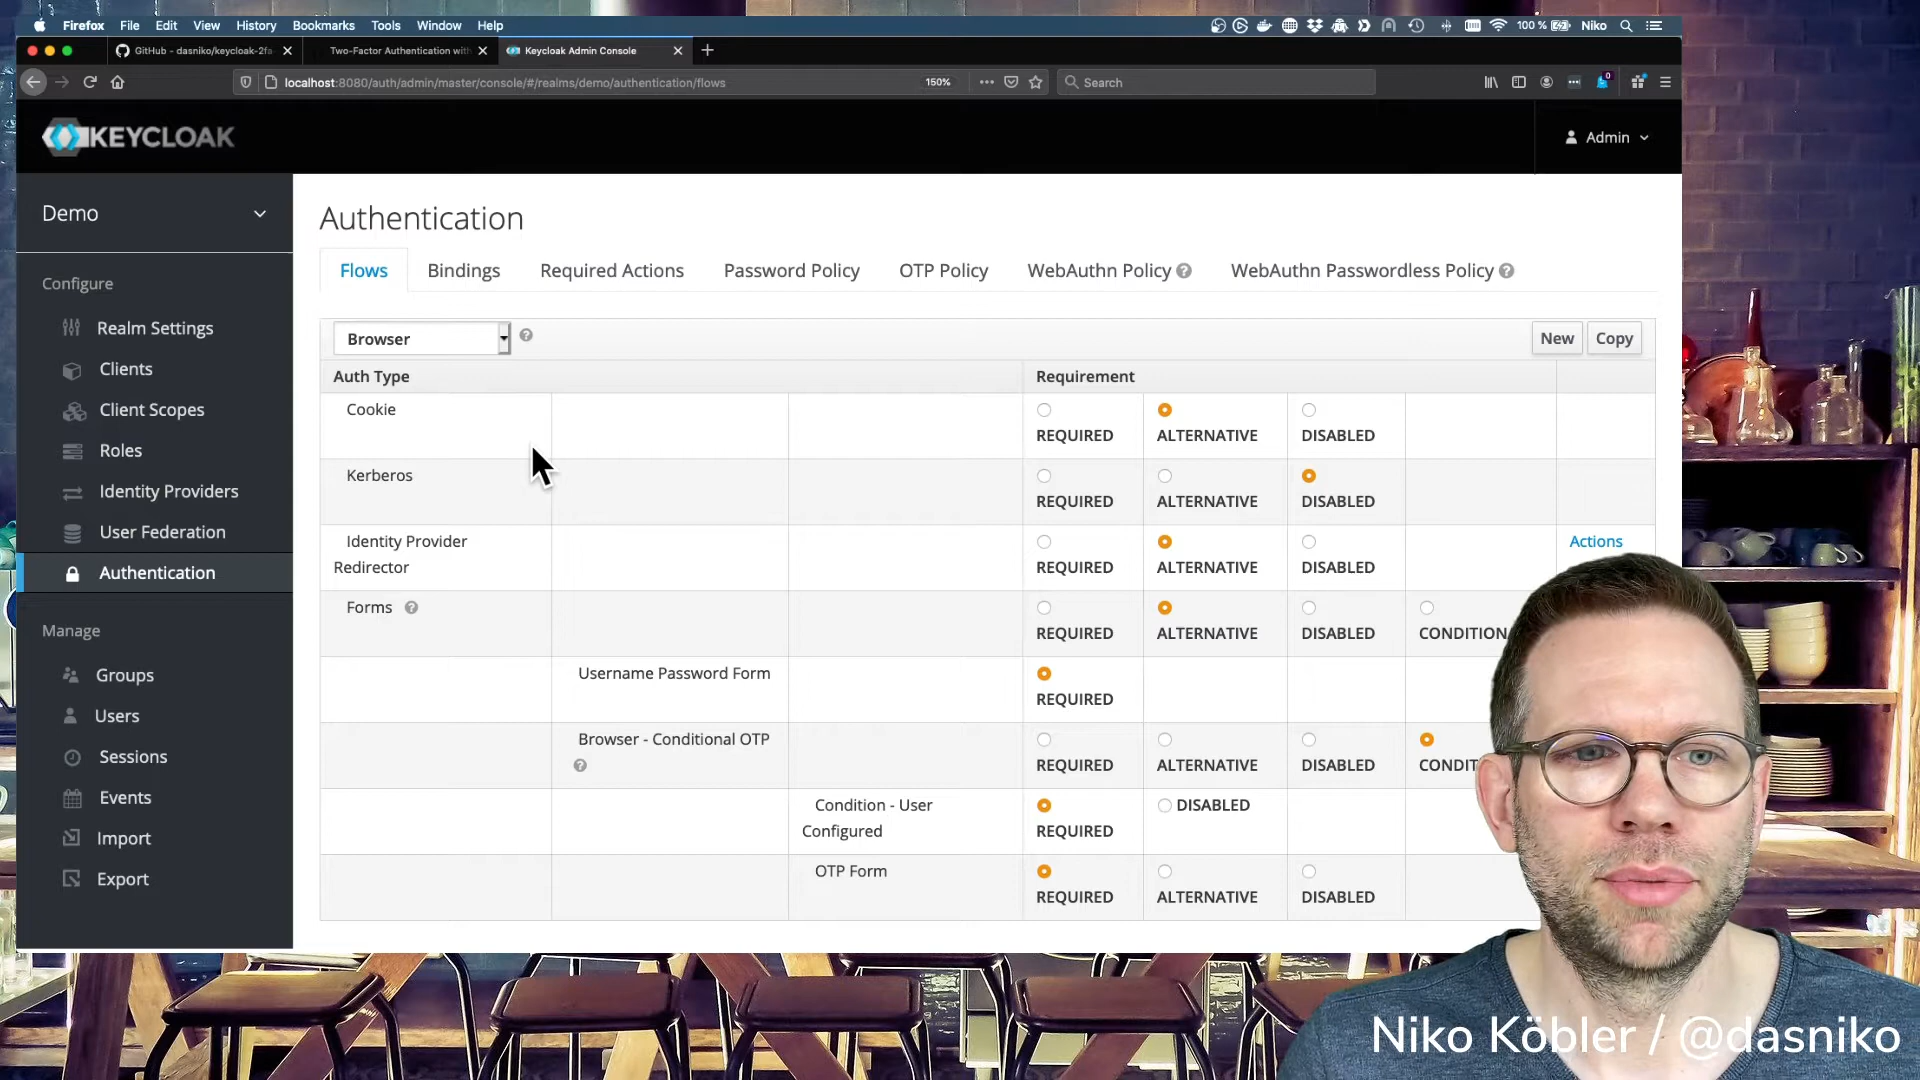 Firefox File Edit View History Bookmarks Tools Window Help 100 % Niko
GitHub - dasniko/keycloak-2fa- Two-Factor Authentication with Keycloak Admin Console
localhost:8080/auth/admin/master/console/#/realms/demo/authentication/flows 150% Search 0
KEYCLOAK Admin
Demo
Configure
Realm Settings
Clients
Client Scopes
Roles
Identity Providers
User Federation
Authentication
Manage
Groups
Users
Sessions
Events
Import
Export
Authentication
Flows Bindings Required Actions Password Policy OTP Policy WebAuthn Policy WebAuthn Passwordless Policy
Browser New Copy
Auth Type Requirement
Cookie
REQUIRED ALTERNATIVE DISABLED
Kerberos
REQUIRED ALTERNATIVE DISABLED
Identity Provider Actions
Redirector REQUIRED ALTERNATIVE DISABLED
Forms
REQUIRED ALTERNATIVE DISABLED CONDITION
Username Password Form
REQUIRED
Browser - Conditional OTP
REQUIRED ALTERNATIVE DISABLED CONDIT
Condition - User DISABLED
Configured REQUIRED
OTP Form
REQUIRED ALTERNATIVE DISABLED
Niko Köbler / @dasniko